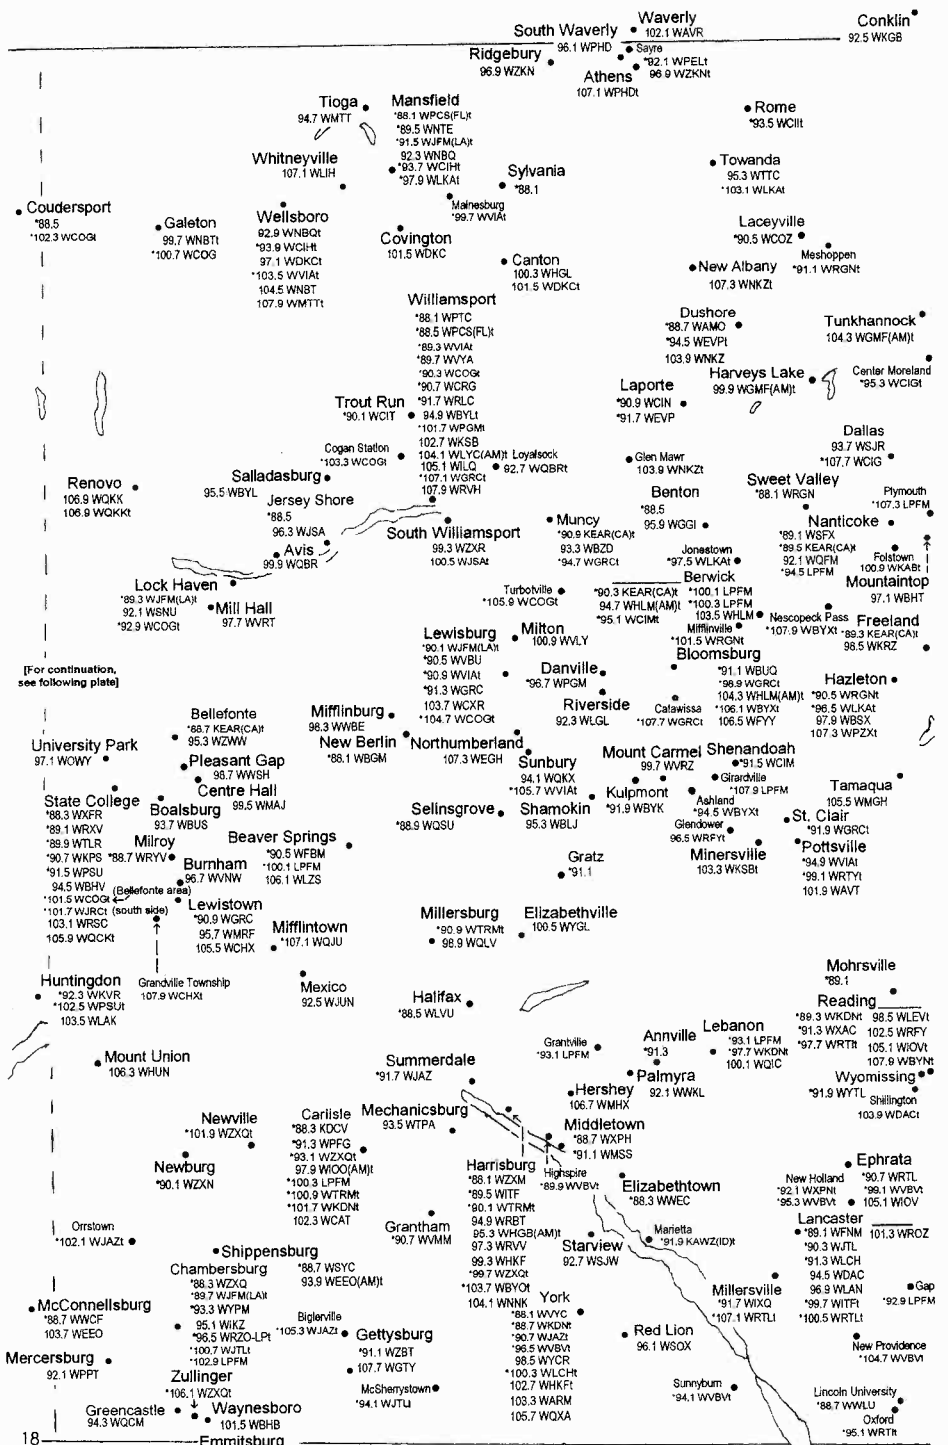 Conklin
92.5 WKGB
Waverly
102.1 WAVR
South Waverly
96.1 WPHD
Sayre
*92.1 WPELt
96.9 WZKNt
Ridgebury
96.9 WZKN
Athens
107.1 WPHDt
Tioga
94.7 WMTT
Mansfield
*88.1 WPCS(FL)t
*89.5 WNTE
*91.5 WJFM(LA)t
92.3 WNBQ
*93.7 WCIHt
*97.9 WLKAt
Rome
*93.5 WCIIt
Whitneyville
107.1 WLIH
Sylvania
*88.1
Towanda
95.3 WTTC
*103.1 WLKAt
Mainesburg
*99.7 WVIAt
Coudersport
*88.5
*102.3 WCOGt
Galeton
99.7 WNBTt
*100.7 WCOG
Wellsboro
92.9 WNBQt
*93.9 WCIHt
97.1 WDKCt
*103.5 WVIAt
104.5 WNBT
107.9 WMTTt
Covington
101.5 WDKC
Canton
100.3 WHGL
101.5 WDKCt
Laceyville
*90.5 WCOZ
Meshoppen
*91.1 WRGNt
New Albany
107.3 WNKZt
Williamsport
*88.1 WPTC
*88.5 WPCS(FL)t
*89.3 WVIAt
*89.7 WVYA
*90.3 WCOGt
*90.7 WCRG
*91.7 WRLC
94.9 WBYLt
*101.7 WPGMt
102.7 WKSB
104.1 WLYC(AM)t
105.1 WILQ
*107.1 WGRCt
107.9 WRVH
Dushore
*88.7 WAMO
*94.5 WEVPt
103.9 WNKZ
Tunkhannock
104.3 WGMF(AM)t
Harveys Lake
99.9 WGMF(AM)t
Center Moreland
*95.3 WCIGt
Trout Run
*90.1 WCIT
Laporte
*90.9 WCIN
*91.7 WEVP
Cogan Station
*103.3 WCOGt
Loyalsock
92.7 WQBRt
Glen Mawr
103.9 WNKZt
Dallas
93.7 WSJR
*107.7 WCIG
Renovo
106.9 WQKK
106.9 WQKKt
Salladasburg
95.5 WBYL
Jersey Shore
*88.5
96.3 WJSA
Benton
*88.5
95.9 WGGI
Sweet Valley
*88.1 WRGN
Plymouth
*107.3 LPFM
South Williamsport
99.3 WZXR
100.5 WJSAt
Muncy
*90.9 KEAR(CA)t
93.3 WBZD
*94.7 WGRCt
Nanticoke
*89.1 WSFX
*89.5 KEAR(CA)t
92.1 WQFM
*94.5 LPFM
Avis
99.9 WQBR
Jonestown
*97.5 WLKAt
Folstown
100.9 WKABt
Mountaintop
97.1 WBHT
Lock Haven
*89.3 WJFM(LA)t
92.1 WSNU
*92.9 WCOGt
Mill Hall
97.7 WVRT
Turbotville
*105.9 WCOGt
Berwick
*90.3 KEAR(CA)t
94.7 WHLM(AM)t
*95.1 WCIMt
*100.1 LPFM
*100.3 LPFM
103.5 WHLM
Nescopeck Pass
*107.9 WBYXt
Freeland
*89.3 KEAR(CA)t
98.5 WKRZ
Mifflinville
*101.5 WRGNt
Lewisburg
*90.1 WJFM(LA)t
*90.5 WVBU
*90.9 WVIAt
*91.3 WGRC
103.7 WCXR
*104.7 WCOGt
Milton
100.9 WVLY
Danville
*96.7 WPGM
Bloomsburg
*91.1 WBUQ
*98.9 WGRCt
104.3 WHLM(AM)t
*106.1 WBYXt
106.5 WFYY
[For continuation,
see following plate]
Riverside
92.3 WLGL
Catawissa
*107.7 WGRCt
Hazleton
*90.5 WRGNt
*96.5 WLKAt
97.9 WBSX
107.3 WPZXt
Bellefonte
*88.7 KEAR(CA)t
95.3 WZWW
Mifflinburg
98.3 WWBE
New Berlin
*88.1 WBGM
Northumberland
107.3 WEGH
University Park
97.1 WOWY
Pleasant Gap
98.7 WWSH
Sunbury
94.1 WQKX
*105.7 WVIAt
Mount Carmel
99.7 WVRZ
Shenandoah
*91.5 WCIM
Centre Hall
99.5 WMAJ
Kulpmont
*91.9 WBYK
Girardville
*107.9 LPFM
Tamaqua
105.5 WMGH
State College
*88.3 WXFR
*89.1 WRXV
*89.9 WTLR
*90.7 WKPS
*91.5 WPSU
94.5 WBHV
*101.5 WCOGt (Bellefonte area)
*101.7 WJRCt (south side)
103.1 WRSC
105.9 WQCKt
Boalsburg
93.7 WBUS
Selinsgrove
*88.9 WQSU
Shamokin
95.3 WBLJ
Ashland
*94.5 WBYXt
St. Clair
*91.9 WGRCt
Glendower
96.5 WRFYt
Milroy
*88.7 WRYV
Beaver Springs
*90.5 WFBM
*100.1 LPFM
106.1 WLZS
Minersville
103.3 WKSBt
Pottsville
*94.9 WVIAt
*99.1 WRTYt
101.9 WAVT
Burnham
96.7 WVNW
Gratz
*91.1
Lewistown
*90.9 WGRC
95.7 WMRF
105.5 WCHX
Mifflintown
*107.1 WQJU
Millersburg
*90.9 WTRMt
98.9 WQLV
Elizabethville
100.5 WYGL
Huntingdon
*92.3 WKVR
*102.5 WPSUt
103.5 WLAK
Grandville Township
107.9 WCHXt
Mexico
92.5 WJUN
Halifax
*88.5 WLVU
Mohrsville
*89.1
Reading
*89.3 WKDNt
*91.3 WXAC
*97.7 WRTIt
98.5 WLEVt
102.5 WRFY
105.1 WIOVt
107.9 WBYNt
Grantville
*93.1 LPFM
Annville
*91.3
Lebanon
*93.1 LPFM
*97.7 WKDNt
100.1 WQIC
Mount Union
106.3 WHUN
Summerdale
*91.7 WJAZ
Palmyra
92.1 WWKL
Wyomissing
*91.9 WYTL
Hershey
106.7 WMHX
Shillington
103.9 WDACt
Newville
*101.9 WZXQt
Carlisle
*88.3 KDCV
*91.3 WPFG
*93.1 WZXQt
97.9 WIOO(AM)t
*100.3 LPFM
*100.9 WTRMt
*101.7 WKDNt
102.3 WCAT
Mechanicsburg
93.5 WTPA
Middletown
*88.7 WXPH
*91.1 WMSS
Newburg
*90.1 WZXN
Harrisburg
*88.1 WZXM
*89.5 WITF
*90.1 WTRMt
94.9 WRBT
95.3 WHGB(AM)t
97.3 WRVV
99.3 WHKF
*99.7 WZXQt
*103.7 WBYOt
104.1 WNNK
Highspire
*89.9 WVBVt
Elizabethtown
*88.3 WWEC
New Holland
*92.1 WXPNt
*95.3 WVBVt
Ephrata
*90.7 WRTL
*99.1 WVBVt
105.1 WIOV
Orrstown
*102.1 WJAZt
Grantham
*90.7 WVMM
Starview
92.7 WSJW
Marietta
*91.9 KAWZ(ID)t
Lancaster
*89.1 WFNM
*90.3 WJTL
*91.3 WLCH
94.5 WDAC
96.9 WLAN
*99.7 WITFt
*100.5 WRTLt
101.3 WROZ
Shippensburg
*88.7 WSYC
93.9 WEEO(AM)t
Chambersburg
*88.3 WZXQ
*89.7 WJFM(LA)t
*93.3 WYPM
95.1 WIKZ
*96.5 WRZO-LPt
*100.7 WJTLt
*102.9 LPFM
McConnellsburg
*88.7 WWCF
103.7 WEEO
Biglerville
*105.3 WJAZt
York
*88.1 WVYC
*88.7 WKDNt
*90.7 WJAZt
*96.5 WVBVt
98.5 WYCR
*100.3 WLCHt
102.7 WHKFt
103.3 WARM
105.7 WQXA
Millersville
*91.7 WIXQ
*107.1 WRTLt
Gap
*92.9 LPFM
Gettysburg
*91.1 WZBT
107.7 WGTY
Red Lion
96.1 WSOX
New Providence
*104.7 WVBVt
Mercersburg
92.1 WPPT
Zullinger
*106.1 WZXQt
McSherrystown
*94.1 WJTLt
Sunnyburn
*94.1 WVBVt
Lincoln University
*88.7 WWLU
Greencastle
94.3 WQCM
Waynesboro
101.5 WBHB
Oxford
*95.1 WRTIt
18
Emmitsburg